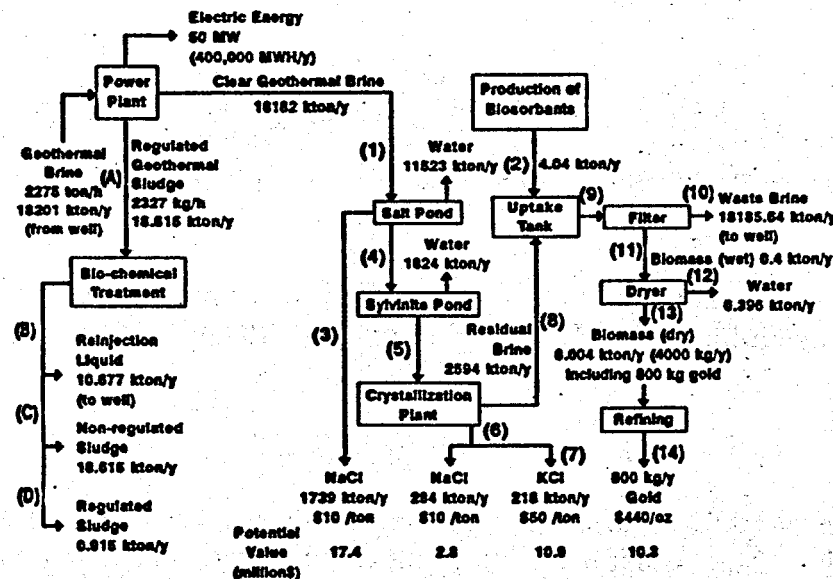 Electric Energy
50 MW
(400,000 MWH/y)
Power
Plant
Clear Geothermal Brine
18182 kton/y
Geothermal
Brine
2275 ton/h
18201 kton/y
(from well)
(A)
Regulated
Geothermal
Sludge
2327 kg/h
18.615 kton/y
Bio-chemical
Treatment
(B)
Reinjection
Liquid
10.677 kton/y
(to well)
(C)
Non-regulated
Sludge
16.615 kton/y
(D)
Regulated
Sludge
0.915 kton/y
(1)
Water
11523 kton/y
Salt Pond
(4)
Water
1824 kton/y
Sylvinite Pond
(3)
(5)
Crystallization
Plant
Residual
Brine
2594 kton/y
(8)
(6)
(7)
Production of
Biosorbants
(2)
4.04 kton/y
Uptake
Tank
(9)
Filter
(10)
Waste Brine
18185.64 kton/y
(to well)
(11)
Biomass (wet) 6.4 kton/y
Dryer
(12)
Water
6.396 kton/y
(13)
Biomass (dry)
0.004 kton/y (4000 kg/y)
Including 800 kg gold
Refining
(14)
NaCl
1739 kton/y
$10 /ton
NaCl
284 kton/y
$10 /ton
KCl
218 kton/y
$50 /ton
800 kg/y
Gold
$440/oz
Potential
Value
(million$)
17.4
2.8
10.9
10.3